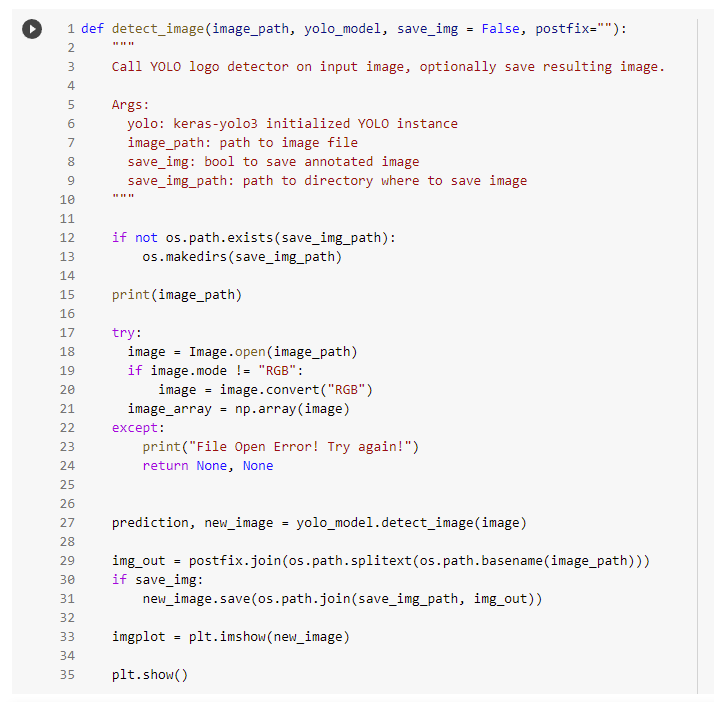 1 def detect_image(image_path, yolo_model, save_img = False, postfix=""):
2     """
3     Call YOLO logo detector on input image, optionally save resulting image.
4
5     Args:
6       yolo: keras-yolo3 initialized YOLO instance
7       image_path: path to image file
8       save_img: bool to save annotated image
9       save_img_path: path to directory where to save image
10     """
11
12     if not os.path.exists(save_img_path):
13         os.makedirs(save_img_path)
14
15     print(image_path)
16
17     try:
18       image = Image.open(image_path)
19       if image.mode != "RGB":
20           image = image.convert("RGB")
21       image_array = np.array(image)
22     except:
23         print("File Open Error! Try again!")
24         return None, None
25
26
27     prediction, new_image = yolo_model.detect_image(image)
28
29     img_out = postfix.join(os.path.splitext(os.path.basename(image_path)))
30     if save_img:
31         new_image.save(os.path.join(save_img_path, img_out))
32
33     imgplot = plt.imshow(new_image)
34
35     plt.show()